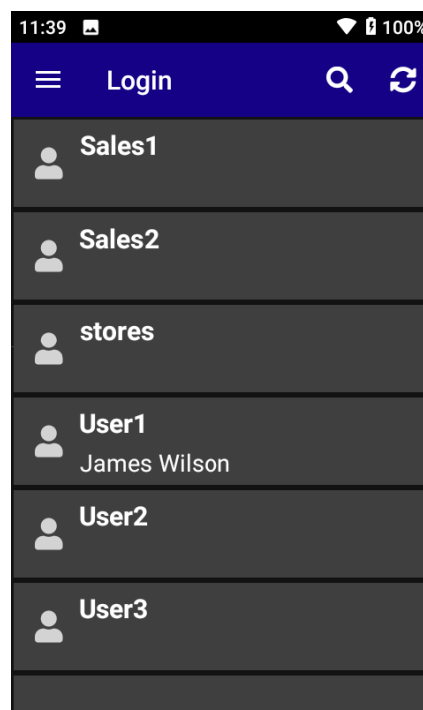 11:39 100%
Login
Sales1
Sales2
stores
User1
James Wilson
User2
User3